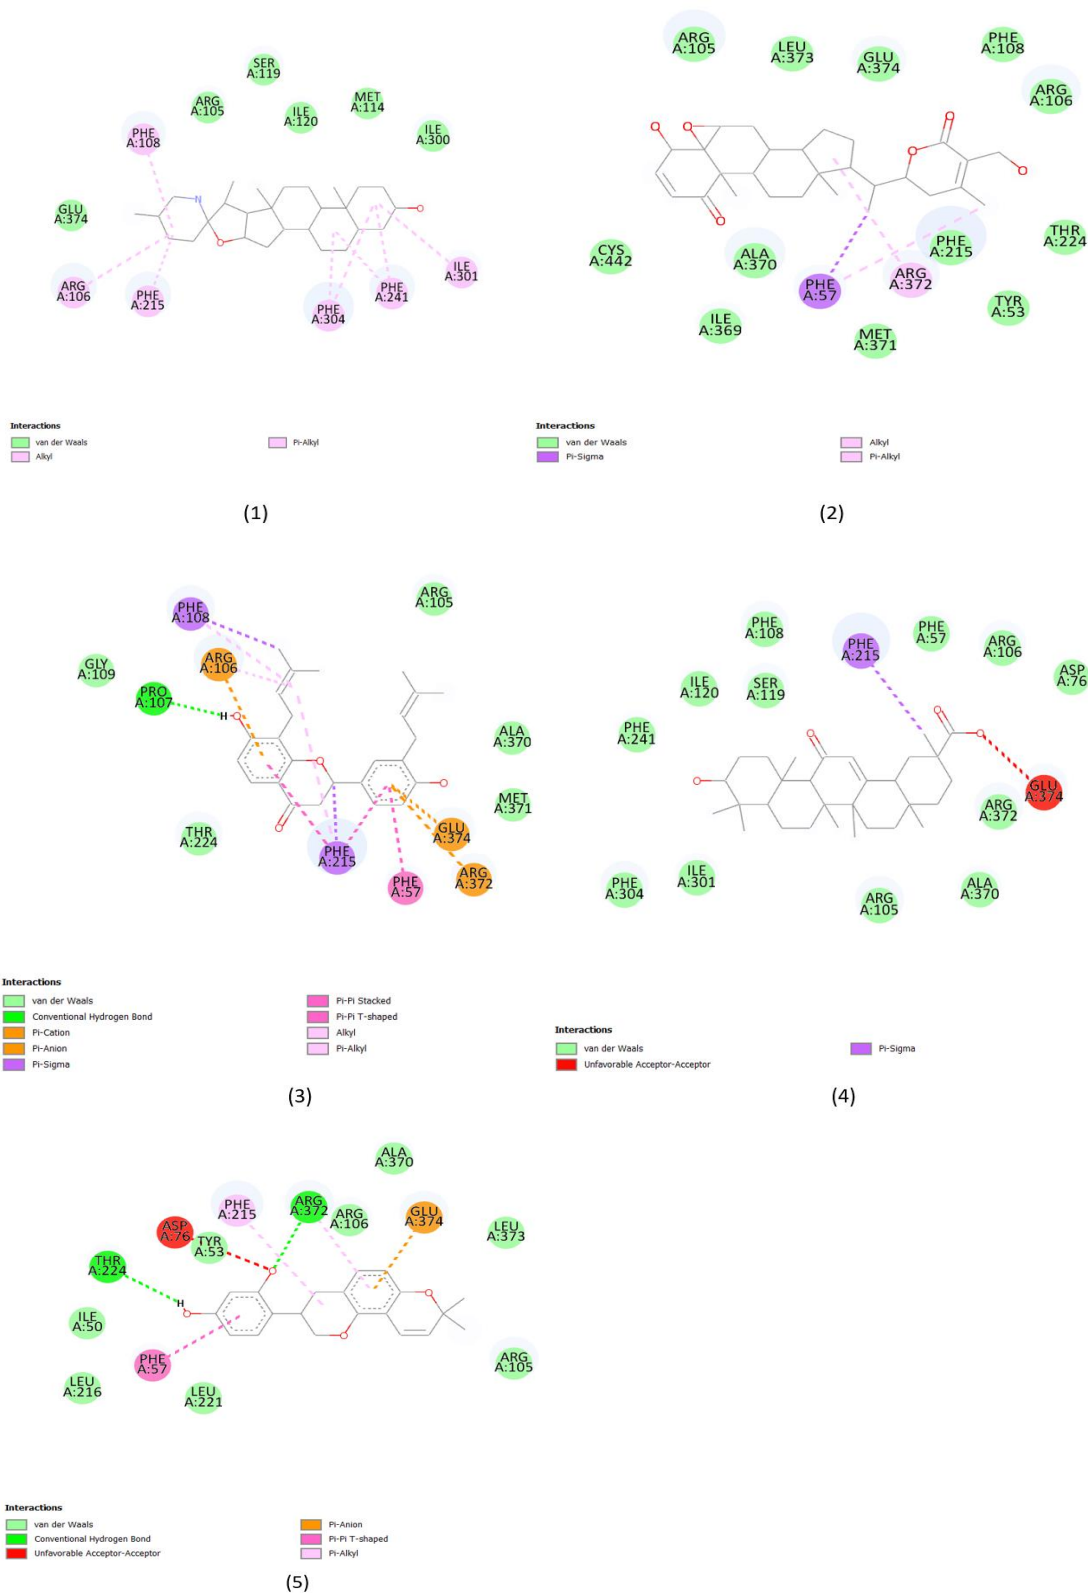 SER
A:119
MET
A:114
ARG
A:105
ILE
A:120
PHE
A:108
ILE
A:300
N
GLU
A:374
O
O
ARG
A:106
PHE
A:215
PHE
A:304
PHE
A:241
ILE
A:301
Interactions
van der Waals
Alkyl
Pi-Alkyl
(1)
ARG
A:105
LEU
A:373
GLU
A:374
PHE
A:108
ARG
A:106
O
O
O
O
O
O
CYS
A:442
ALA
A:370
PHE
A:215
THR
A:224
PHE
A:57
ARG
A:372
TYR
A:53
ILE
A:369
MET
A:371
Interactions
van der Waals
Pi-Sigma
Alkyl
Pi-Alkyl
(2)
ARG
A:105
PHE
A:108
ARG
A:106
GLY
A:109
PRO
A:107
H
O
O
O
O
ALA
A:370
MET
A:371
THR
A:224
GLU
A:374
PHE
A:215
PHE
A:57
ARG
A:372
Interactions
van der Waals
Conventional Hydrogen Bond
Pi-Cation
Pi-Anion
Pi-Sigma
Pi-Pi Stacked
Pi-Pi T-shaped
Alkyl
Pi-Alkyl
(3)
PHE
A:108
PHE
A:215
PHE
A:57
ARG
A:106
ASP
A:76
ILE
A:120
SER
A:119
PHE
A:241
O
O
O
O
GLU
A:374
ARG
A:372
PHE
A:304
ILE
A:301
ARG
A:105
ALA
A:370
Interactions
van der Waals
Unfavorable Acceptor-Acceptor
Pi-Sigma
(4)
ALA
A:370
PHE
A:215
ARG
A:372
ARG
A:106
GLU
A:374
ASP
A:76
TYR
A:53
LEU
A:373
THR
A:224
H
O
O
O
O
ILE
A:50
PHE
A:57
ARG
A:105
LEU
A:216
LEU
A:221
Interactions
van der Waals
Conventional Hydrogen Bond
Unfavorable Acceptor-Acceptor
Pi-Anion
Pi-Pi T-shaped
Pi-Alkyl
(5)